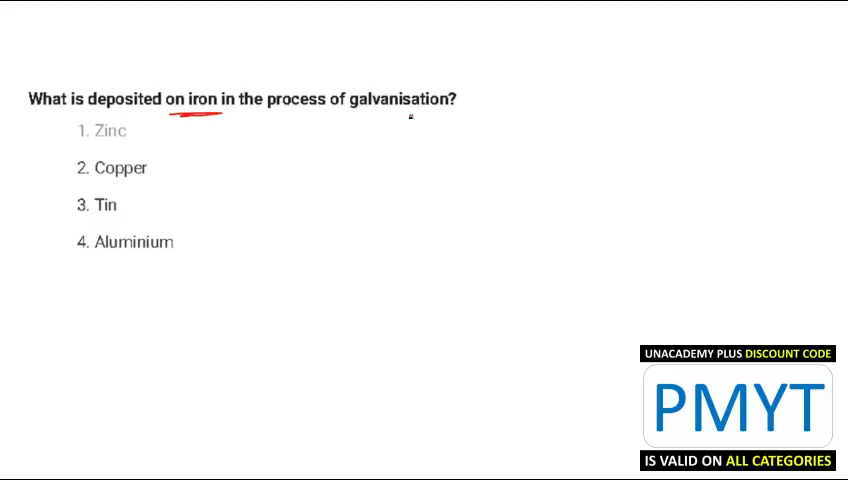 What is deposited on iron in the process of galvanisation?
1. Zinc
2. Copper
3. Tin
4. Aluminium
UNACADEMY PLUS DISCOUNT CODE
PMYT
IS VALID ON ALL CATEGORIES